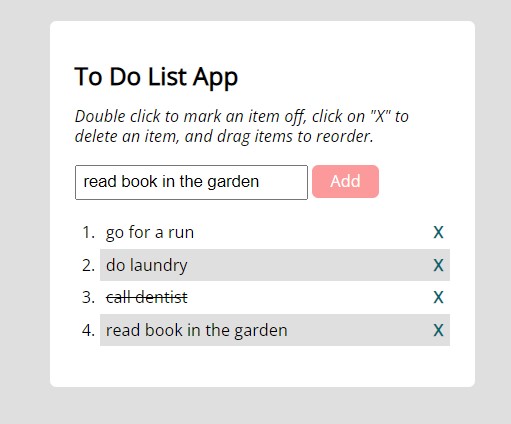 To Do List App
Double click to mark an item off, click on "X" to
delete an item, and drag items to reorder.
read book in the garden Add
1. go for a run X
2. do laundry X
3. call dentist X
4. read book in the garden X